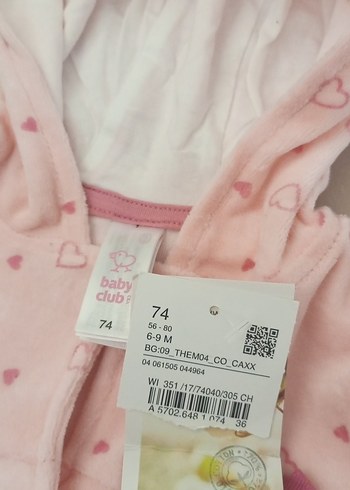 baby
club
74
74
56 - 80
6-9 M
BG:09_THEM04_CO_CAXX
04 061505 044964
WI 351 /17/74040/305 CH
A 5702.648 1 074 36